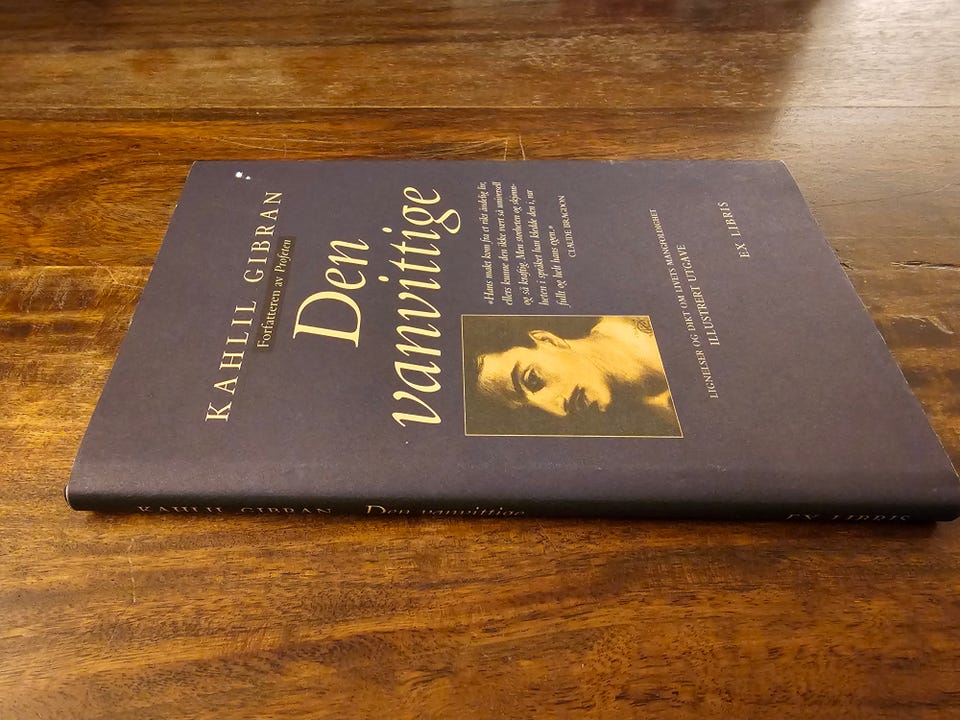 KAHLIL GIBRAN
Forfatteren av Profeten
Den
vanvittige
«Hans makt kom fra et rikt åndelig liv,
ellers kunne den ikke vært så universell
og så kraftig. Men storheten og skjønn-
heten i språket han kledde den i, var
fullt og helt hans egen.»
CLAUDE BRAGDON
LIGNELSER OG DIKT OM LIVETS MANGFOLDIGHET
ILLUSTRERT UTGAVE
EX LIBRIS
KAHLIL GIBRAN Den vanvittige EX LIBRIS